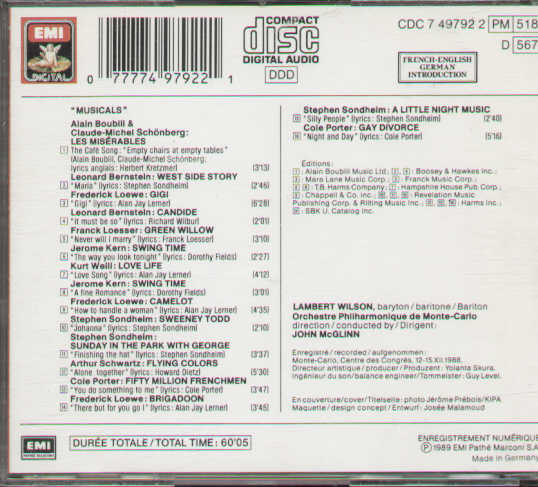 EMI
DIGITAL
0 77774 97922 1
COMPACT
disc
DIGITAL AUDIO
DDD
CDC 7 49792 2 PM 518
D 567
FRENCH-ENGLISH
GERMAN
INTRODUCTION
"MUSICALS"
Alain Boublil &
Claude-Michel Schönberg:
LES MISÉRABLES
1 The Café Song: "Empty chairs at empty tables"
(Alain Boublil, Claude-Michel Schönberg;
lyrics anglais: Herbert Kretzmer) (3'13)
Leonard Bernstein: WEST SIDE STORY
2 "Maria" (lyrics: Stephen Sondheim) (2'46)
Frederick Loewe: GIGI
3 "Gigi" (lyrics: Alan Jay Lerner) (6'28)
Leonard Bernstein: CANDIDE
4 "It must be so" (lyrics: Richard Wilbur) (2'01)
Franck Loesser: GREEN WILLOW
5 "Never will I marry" (lyrics: Franck Loesser) (3'10)
Jerome Kern: SWING TIME
6 "The way you look tonight" (lyrics: Dorothy Fields) (2'27)
Kurt Weill: LOVE LIFE
7 "Love Song" (lyrics: Alan Jay Lerner) (4'12)
Jerome Kern: SWING TIME
8 "A fine Romance" (lyrics: Dorothy Fields) (3'01)
Frederick Loewe: CAMELOT
9 "How to handle a woman" (lyrics: Alan Jay Lerner) (4'35)
Stephen Sondheim: SWEENEY TODD
10 "Johanna" (lyrics: Stephen Sondheim) (2'10)
Stephen Sondheim:
SUNDAY IN THE PARK WITH GEORGE
11 "Finishing the hat" (lyrics: Stephen Sondheim) (3'37)
Arthur Schwartz: FLYING COLORS
12 "Alone together" (lyrics: Howard Dietz) (5'30)
Cole Porter: FIFTY MILLION FRENCHMEN
13 "You do something to me" (lyrics: Cole Porter) (3'47)
Frederick Loewe: BRIGADOON
14 "There but for you go I" (lyrics: Alan Jay Lerner) (3'45)
Stephen Sondheim: A LITTLE NIGHT MUSIC
15 "Silly People" (lyrics: Stephen Sondheim) (2'40)
Cole Porter: GAY DIVORCE
16 "Night and Day" (lyrics: Cole Porter) (5'16)
Editions:
: Alain Boublil Music Ltd; : Boosey & Hawkes Inc.;
: Mara Lane Music Corp.; : Franck Music Corp.;
: T.B. Harms Company; : Hampshire House Pub. Corp.;
: Chappell & Co. Inc.; : Revelation Music
Publishing Corp. & Rilting Music Inc.; : Harms Inc.;
: SBK U. Catalog Inc.
LAMBERT WILSON, baryton / baritone / Bariton
Orchestre Philharmonique de Monte-Carlo
direction / conducted by / Dirigent:
JOHN McGLINN
Enregistré / recorded / aufgenommen:
Monte-Carlo, Centre des Congrès, 12-15.XII.1988.
Directeur artistique / producer / Produzent: Yolanta Skura.
Ingénieur du son / balance engineer / Tonmeister: Guy Level.
En couverture / cover / Titelseite: photo Jérôme Prébois / KIPA
Maquette / design concept / Entwurf: Josée Malamoud
EMI
DURÉE TOTALE / TOTAL TIME: 60'05
ENREGISTREMENT NUMÉRIQUE
Ⓟ 1989 EMI Pathé Marconi S.A.
Made in Germany